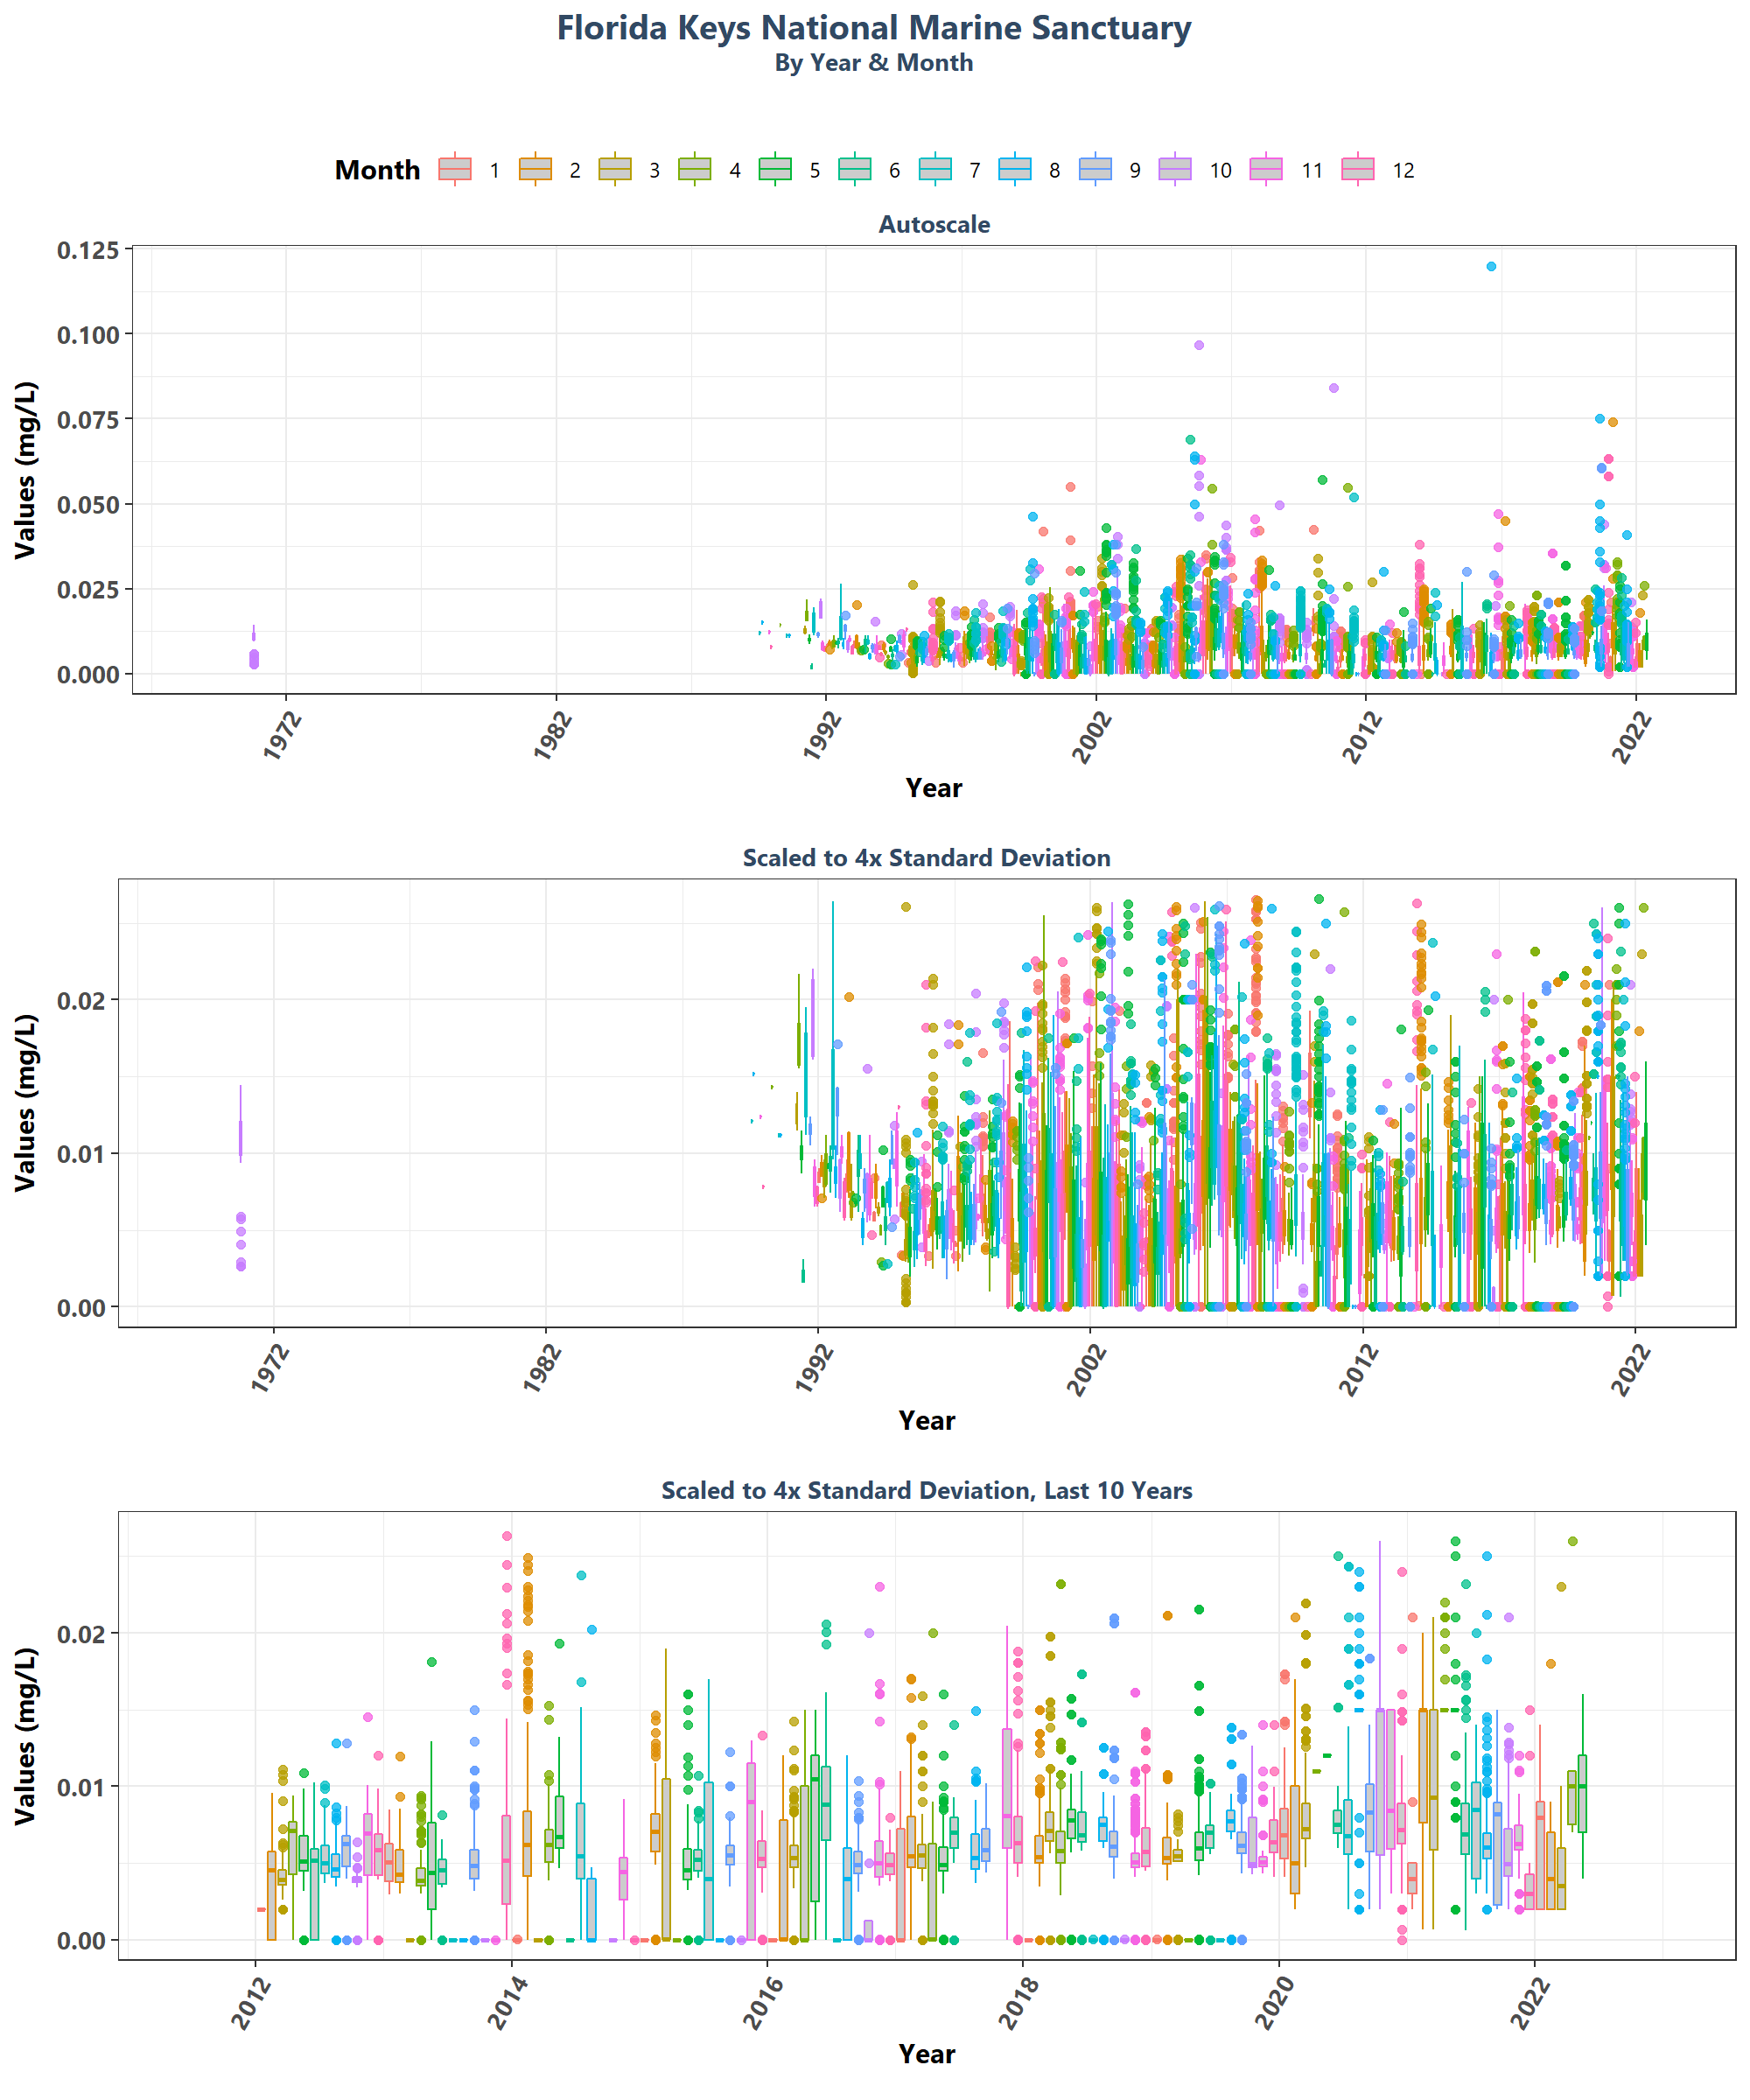 Florida Keys National Marine Sanctuary
By Year & Month
Month 1 2 3 4 5 6 7 8 9 10 11 12
Autoscale
Values (mg/L)
0.125
0.100
0.075
0.050
0.025
0.000
1972 1982 1992 2002 2012 2022
Year
Scaled to 4x Standard Deviation
Values (mg/L)
0.02
0.01
0.00
1972 1982 1992 2002 2012 2022
Year
Scaled to 4x Standard Deviation, Last 10 Years
Values (mg/L)
0.02
0.01
0.00
2012 2014 2016 2018 2020 2022
Year